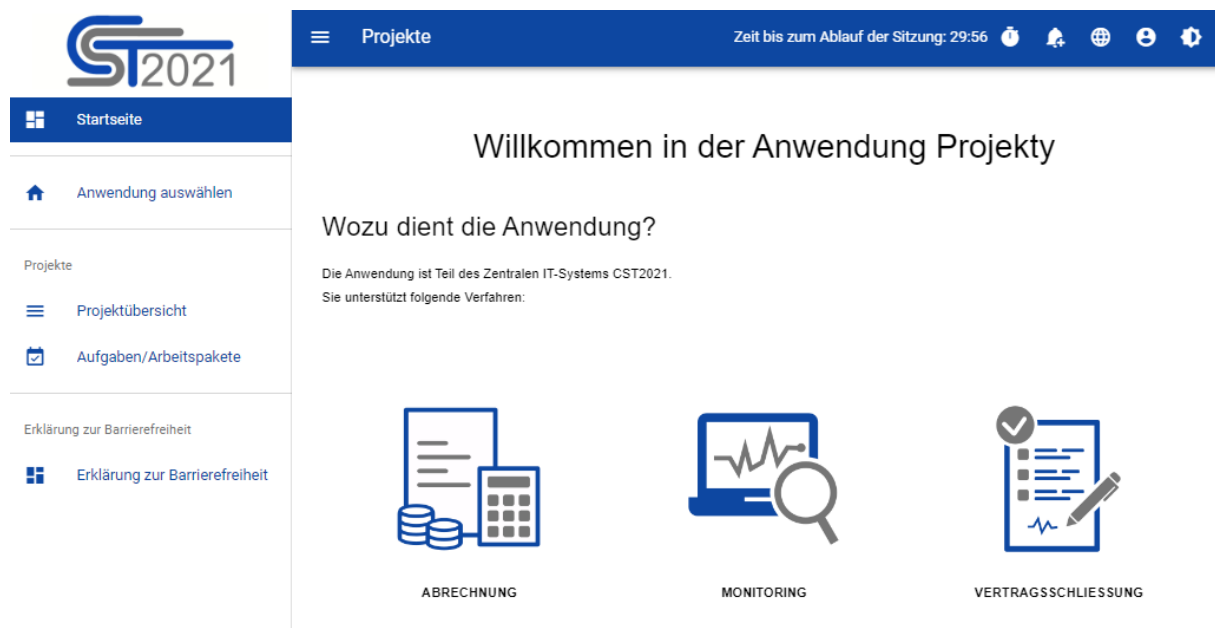 CST2021
Projekte
Zeit bis zum Ablauf der Sitzung: 29:56
Startseite
Anwendung auswählen
Projekte
Projektübersicht
Aufgaben/Arbeitspakete
Erklärung zur Barrierefreiheit
Erklärung zur Barrierefreiheit
Willkommen in der Anwendung Projekty
Wozu dient die Anwendung?
Die Anwendung ist Teil des Zentralen IT-Systems CST2021.
Sie unterstützt folgende Verfahren:
ABRECHNUNG
MONITORING
VERTRAGSSCHLIESSUNG